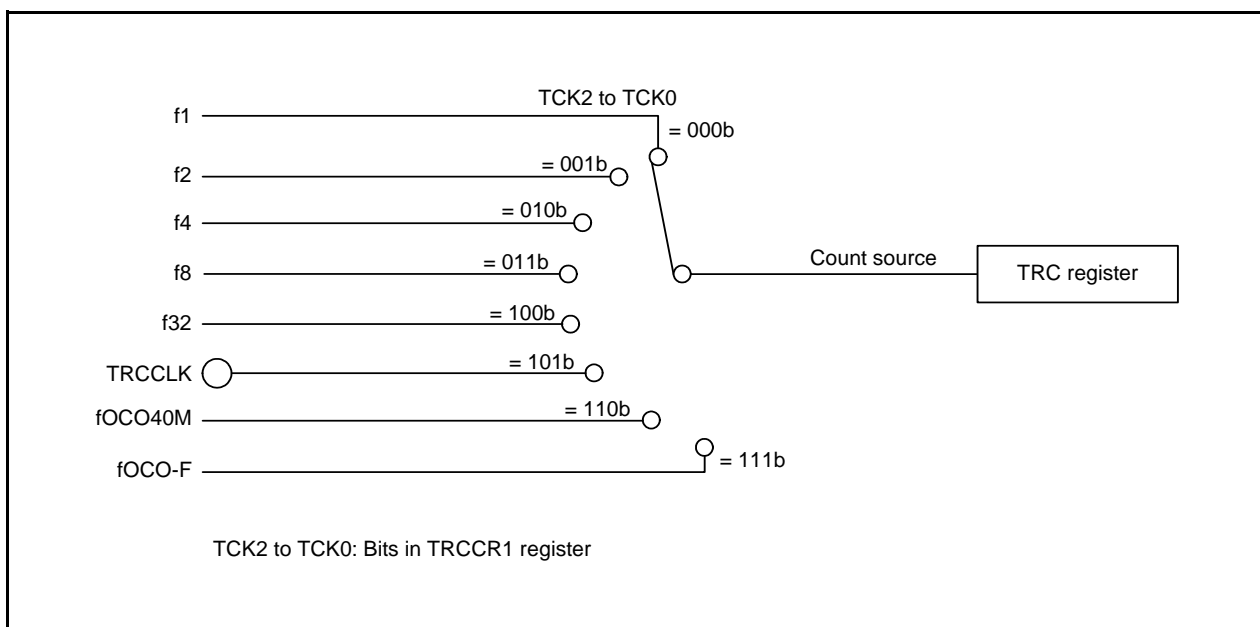 TCK2 to TCK0
f1
= 000b
f2
= 001b
f4
= 010b
f8
= 011b
Count source
TRC register
f32
= 100b
TRCCLK
= 101b
fOCO40M
= 110b
fOCO-F
= 111b
TCK2 to TCK0: Bits in TRCCR1 register